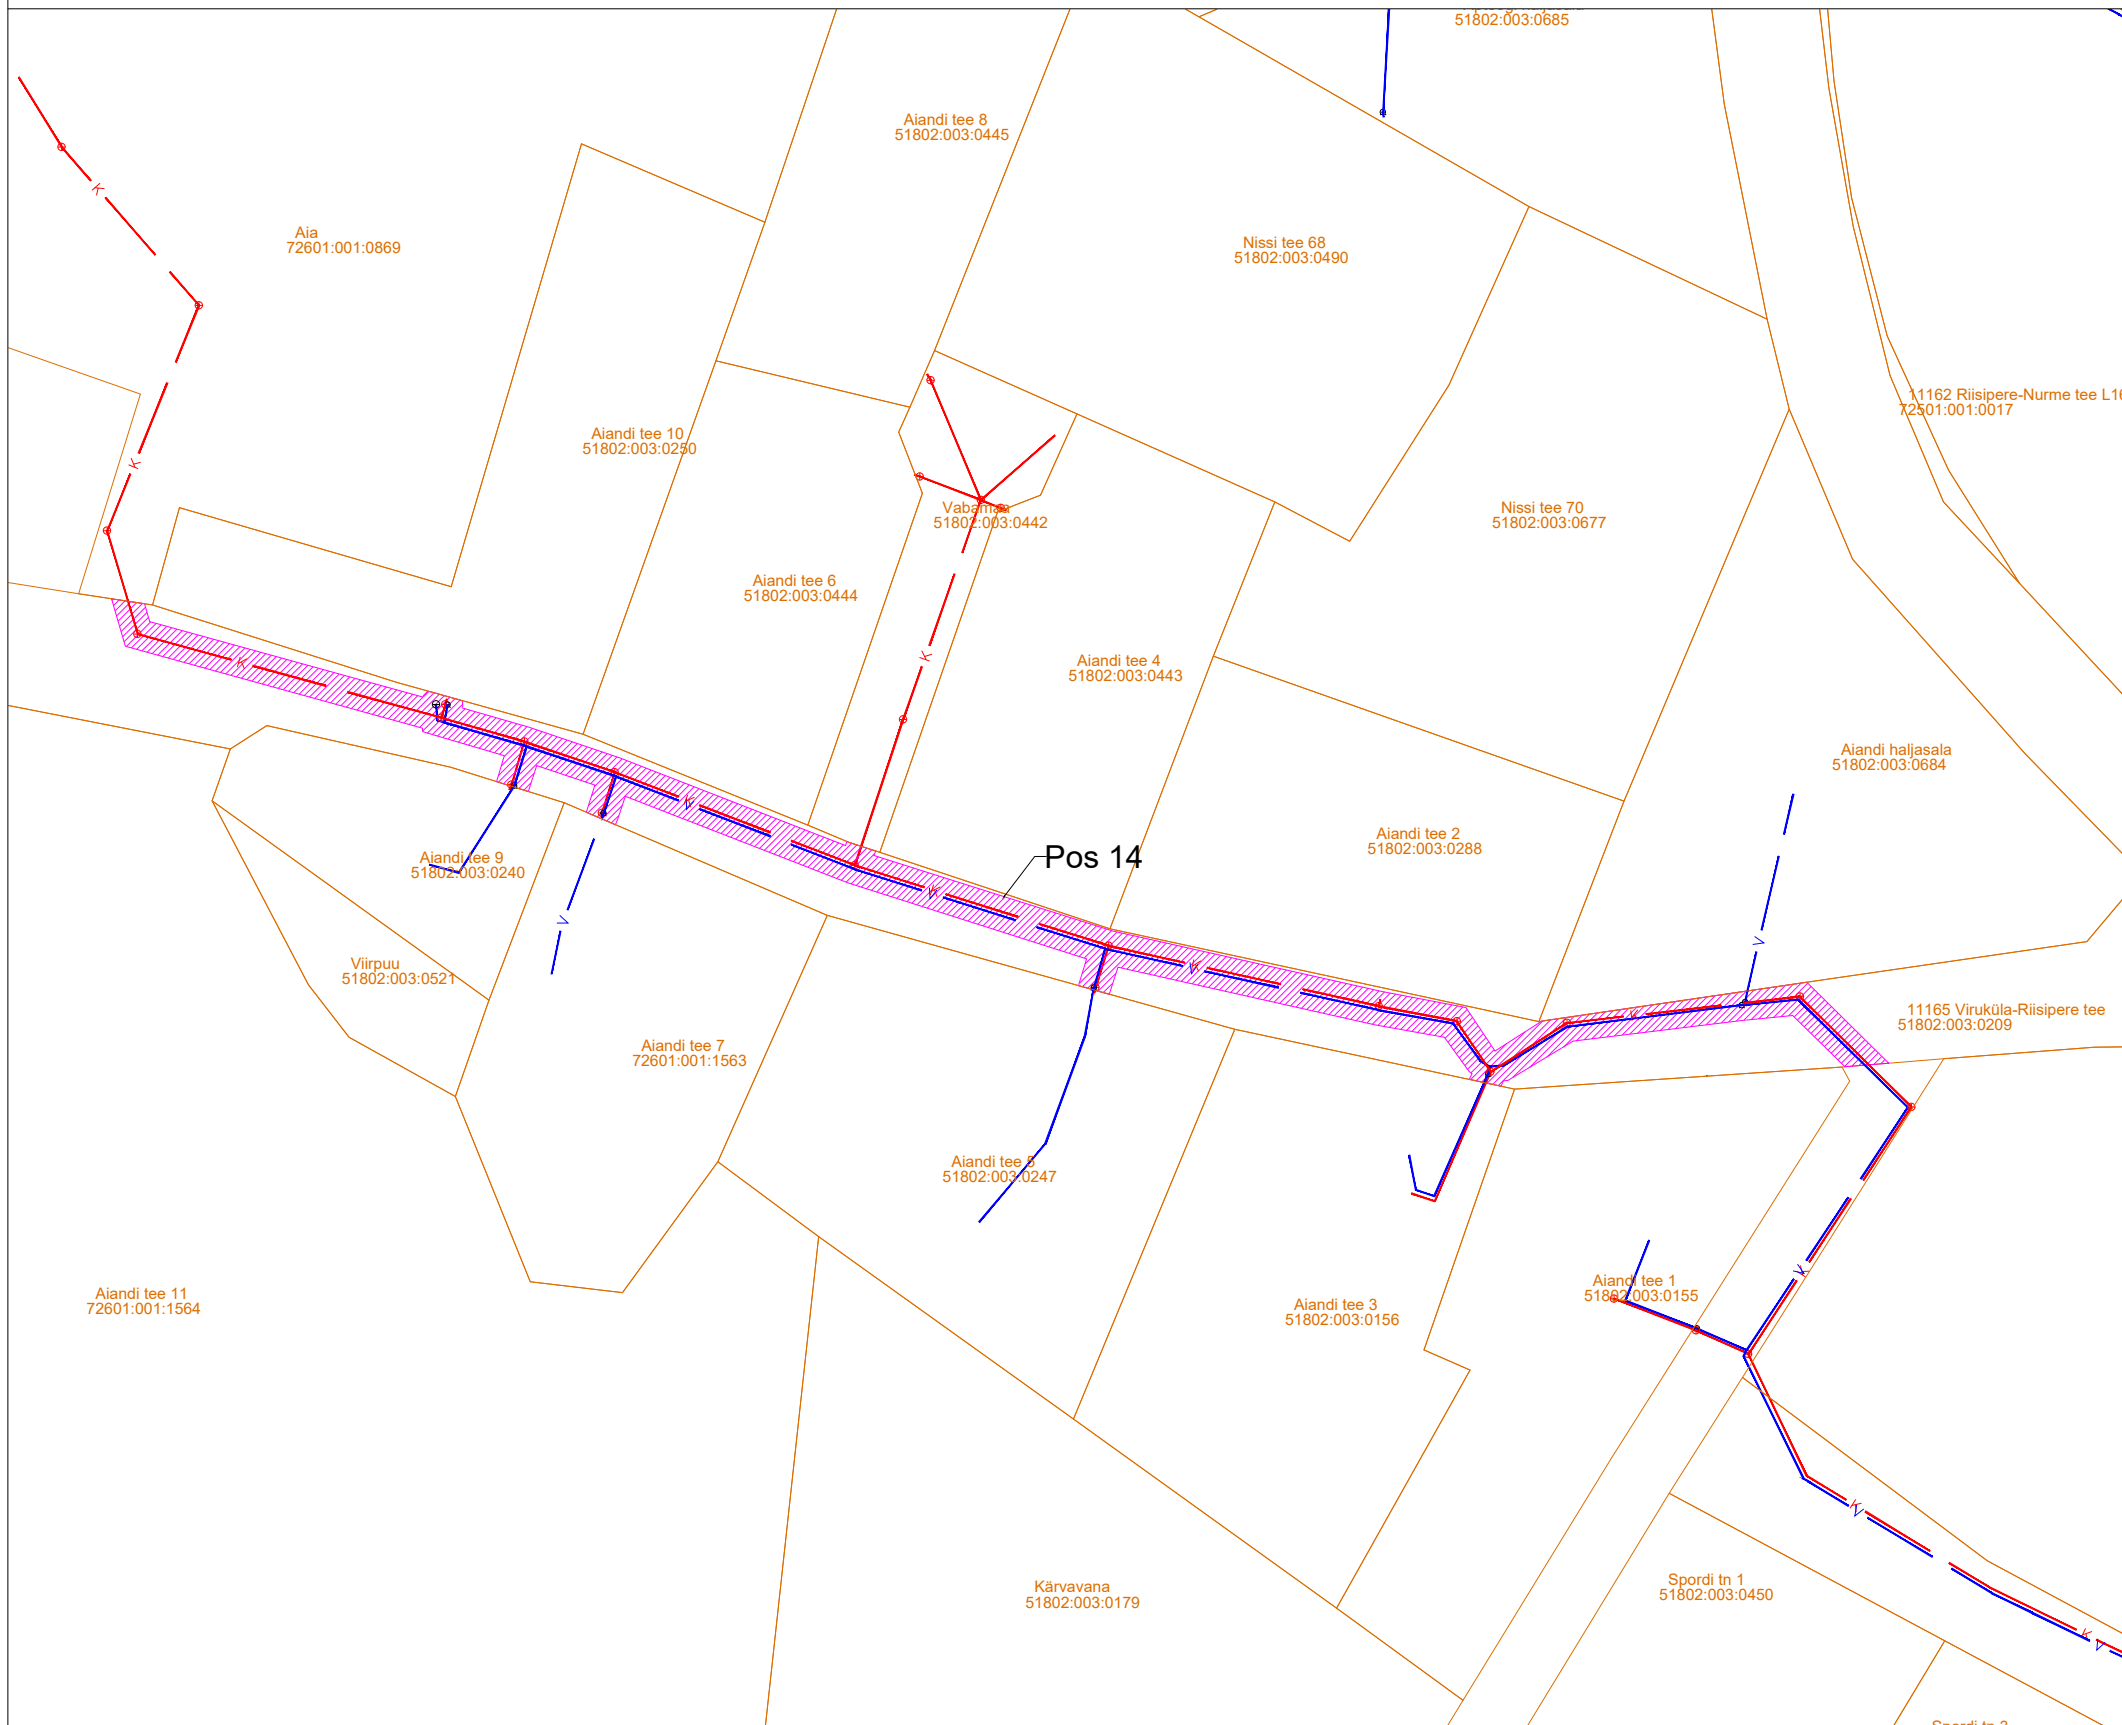 51802:003:0685
Aiandi tee 8
51802:003:0445
Aia
72601:001:0869
Nissi tee 68
51802:003:0490
11162 Riisipere-Nurme tee L16
72501:001:0017
Aiandi tee 10
51802:003:0250
Vabamaa
51802:003:0442
Nissi tee 70
51802:003:0677
Aiandi tee 6
51802:003:0444
Aiandi tee 4
51802:003:0443
Aiandi haljasala
51802:003:0684
Aiandi tee 2
51802:003:0288
Pos 14
Aiandi tee 9
51802:003:0240
Viirpuu
51802:003:0521
11165 Viruküla-Riisipere tee
51802:003:0209
Aiandi tee 7
72601:001:1563
Aiandi tee 5
51802:003:0247
Aiandi tee 11
72601:001:1564
Aiandi tee 3
51802:003:0156
Aiandi tee 1
51802:003:0155
Kärvavana
51802:003:0179
Spordi tn 1
51802:003:0450
K
K
K
K
K
V
K
V
K
V
V
V
K
K
V
K
V
K
V